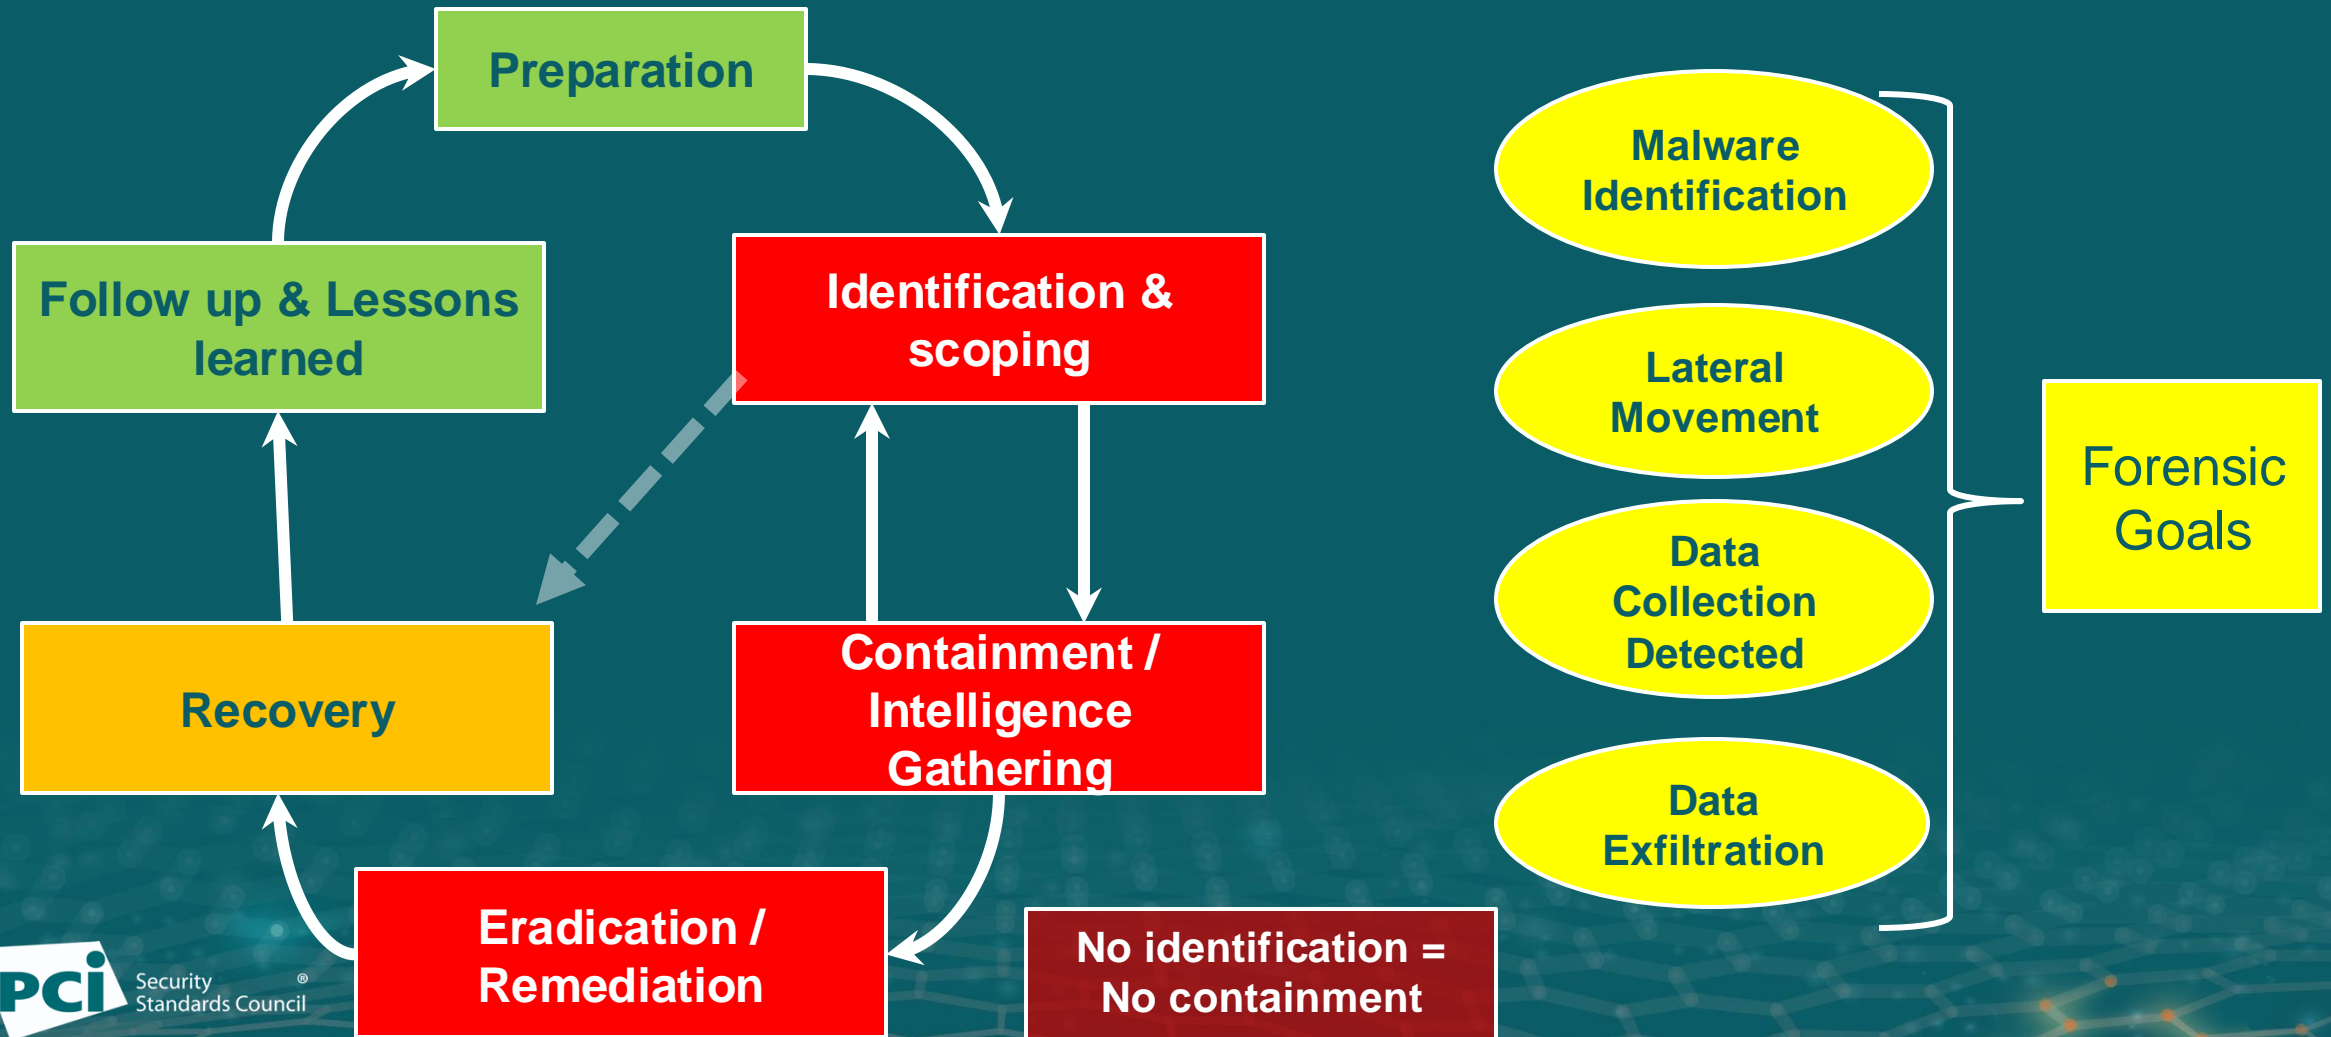 Preparation
Identification &
scoping
Containment /
Intelligence
Gathering
Eradication /
Remediation
Recovery
Follow up & Lessons
learned
No identification =
No containment
Malware
Identification
Lateral
Movement
Data
Collection
Detected
Data
Exfiltration
Forensic
Goals
PCI
Security ®
Standards Council